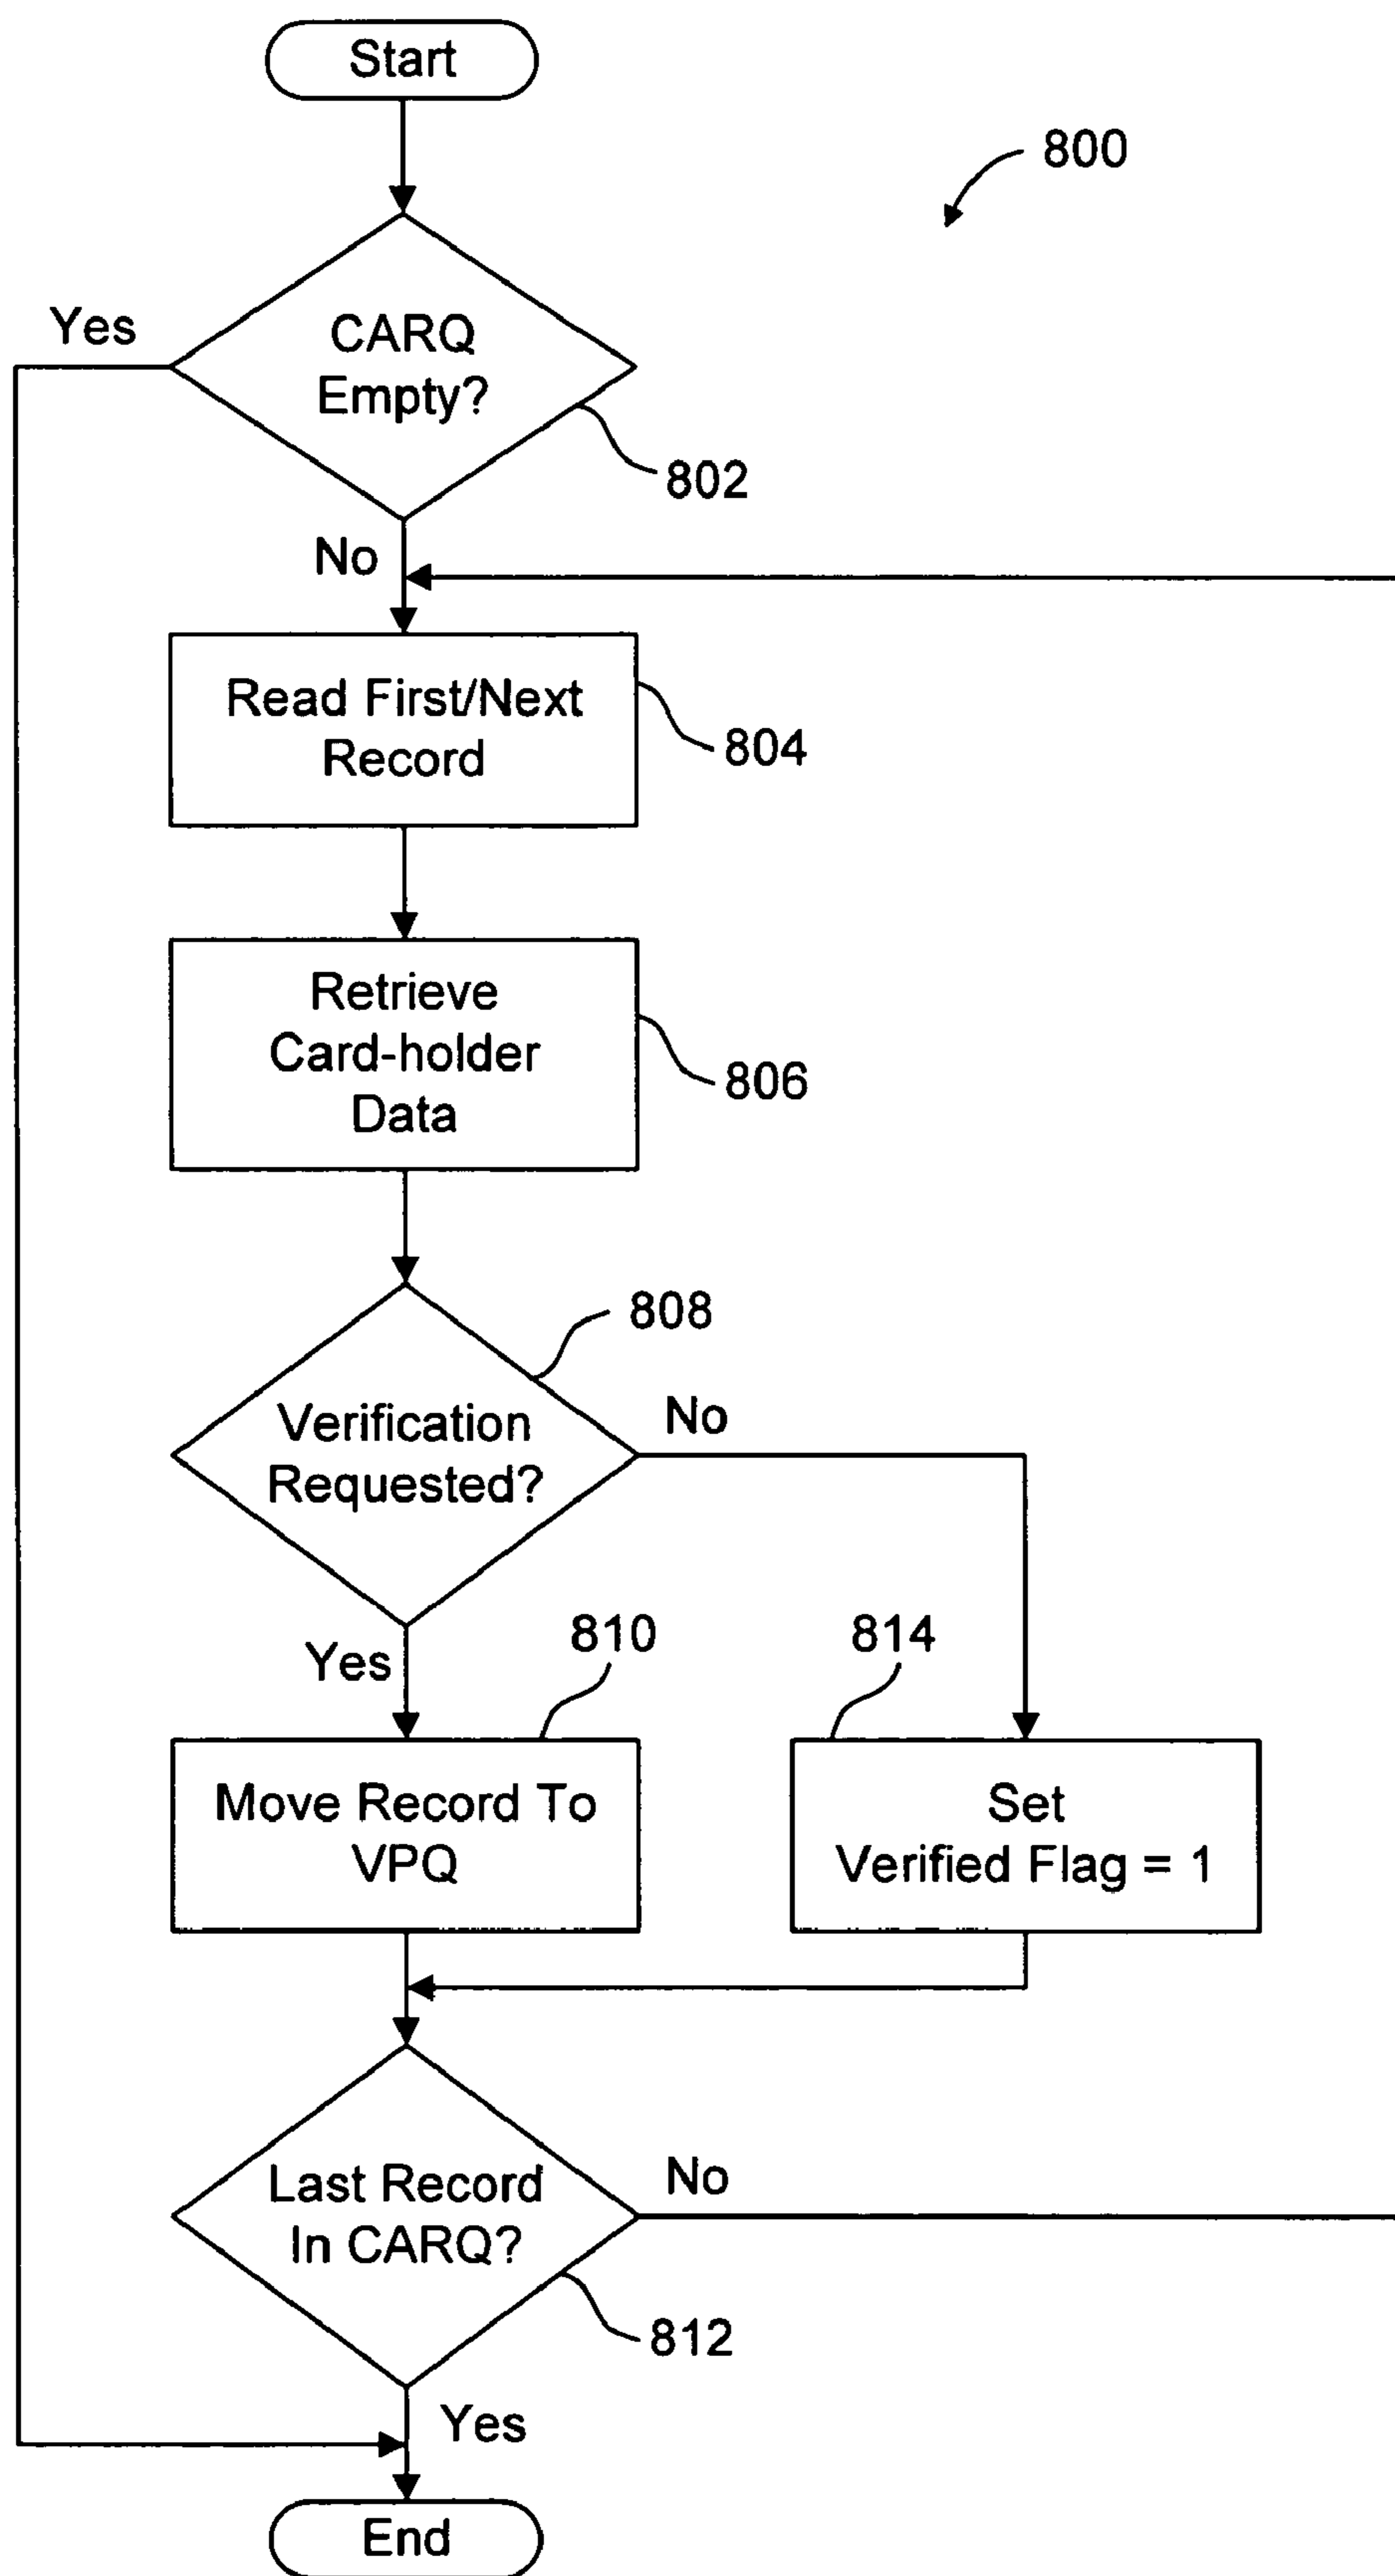 Start
800
Yes
CARQ
Empty?
802
No
Read First/Next
Record
804
Retrieve
Card-holder
Data
806
808
Verification
Requested?
No
Yes
810
814
Move Record To
VPQ
Set
Verified Flag = 1
Last Record
In CARQ?
No
812
Yes
End